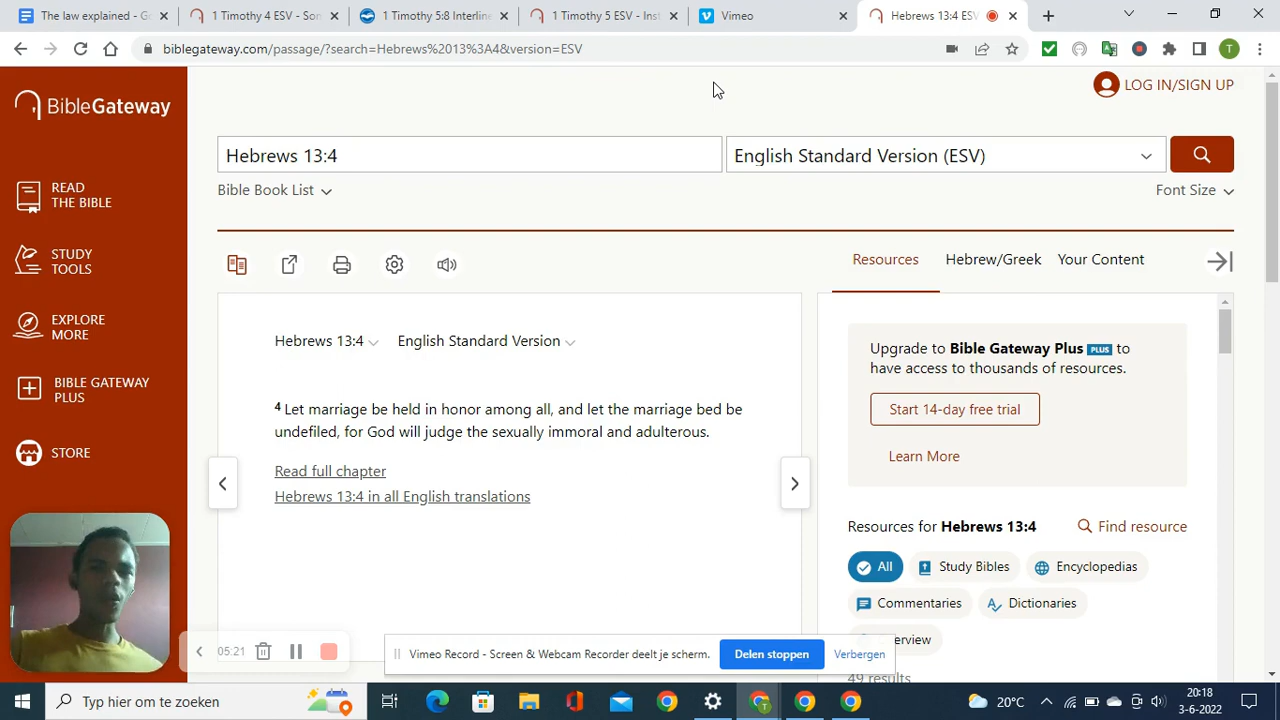 The law explained - G
1 Timothy 4 ESV - Son
1 Timothy 5:8 Interline
1 Timothy 5 ESV - Inst
Vimeo
Hebrews 13:4 ESV
biblegateway.com/passage/?search=Hebrews%2013%3A4&version=ESV
T
BibleGateway
LOG IN/SIGN UP
Hebrews 13:4
English Standard Version (ESV)
Bible Book List
Font Size
READ
THE BIBLE
STUDY
TOOLS
EXPLORE
MORE
BIBLE GATEWAY
PLUS
STORE
Resources
Hebrew/Greek
Your Content
Hebrews 13:4
English Standard Version
4 Let marriage be held in honor among all, and let the marriage bed be
undefiled, for God will judge the sexually immoral and adulterous.
Read full chapter
Hebrews 13:4 in all English translations
Upgrade to Bible Gateway Plus PLUS to
have access to thousands of resources.
Start 14-day free trial
Learn More
Resources for Hebrews 13:4
Find resource
All
Study Bibles
Encyclopedias
Commentaries
Dictionaries
erview
49 results
05:21
Vimeo Record - Screen & Webcam Recorder deelt je scherm.
Delen stoppen
Verbergen
Typ hier om te zoeken
20°C
20:18
3-6-2022